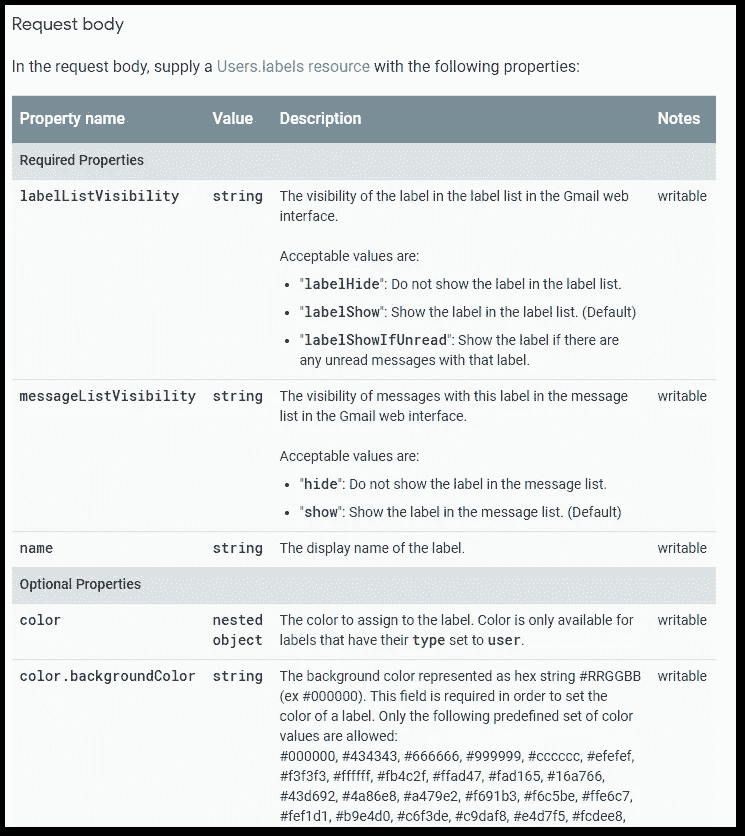 Request body
In the request body, supply a Users.labels resource with the following properties:
Property name Value Description Notes
Required Properties
labelListVisibility string The visibility of the label in the label list in the Gmail web writable
interface.
Acceptable values are:
• "labelHide": Do not show the label in the label list.
• "labelShow": Show the label in the label list. (Default)
• "labelShowIfUnread": Show the label if there are
any unread messages with that label.
messageListVisibility string The visibility of messages with this label in the message writable
list in the Gmail web interface.
Acceptable values are:
• "hide": Do not show the label in the message list.
• "show": Show the label in the message list. (Default)
name string The display name of the label. writable
Optional Properties
color nested The color to assign to the label. Color is only available for writable
object labels that have their type set to user.
color.backgroundColor string The background color represented as hex string #RRGGBB writable
(ex #000000). This field is required in order to set the
color of a label. Only the following predefined set of color
values are allowed:
#000000, #434343, #666666, #999999, #cccccc, #efefef,
#f3f3f3, #ffffff, #fb4c2f, #ffad47, #fad165, #16a766,
#43d692, #4a86e8, #a479e2, #f691b3, #f6c5be, #ffe6c7,
#fef1d1, #b9e4d0, #c6f3de, #c9daf8, #e4d7f5, #fcdee8,